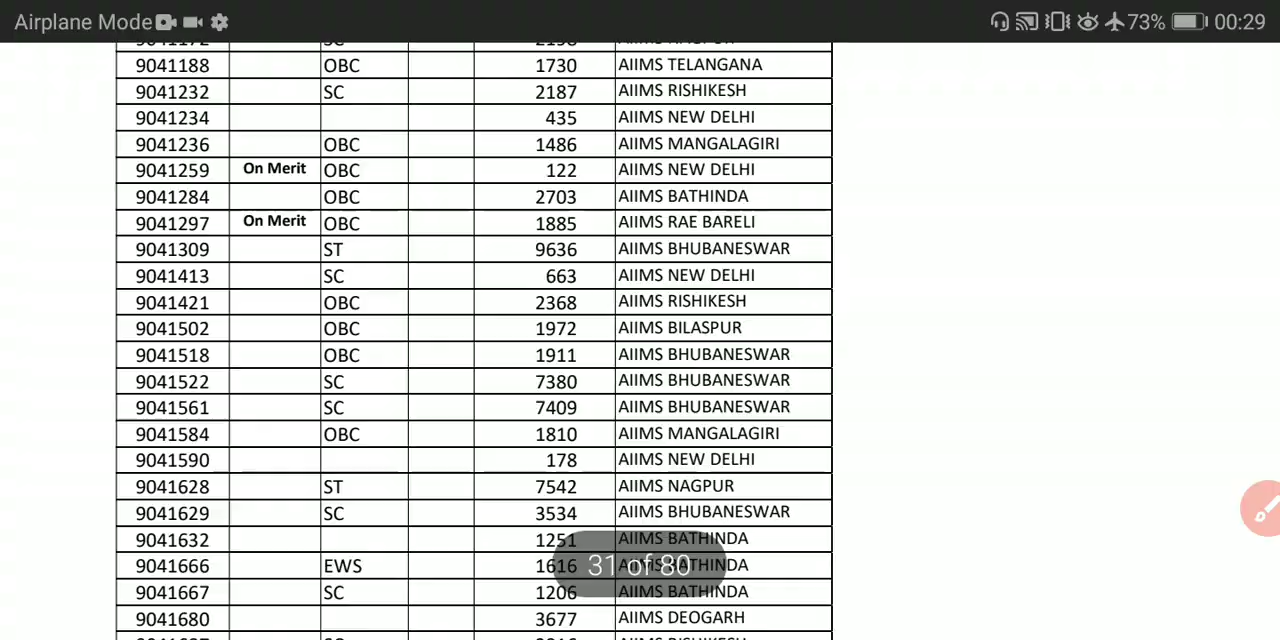 Airplane Mode 73% 00:29
9041188 OBC 1730 AIIMS TELANGANA
9041232 SC 2187 AIIMS RISHIKESH
9041234 435 AIIMS NEW DELHI
9041236 OBC 1486 AIIMS MANGALAGIRI
9041259 On Merit OBC 122 AIIMS NEW DELHI
9041284 OBC 2703 AIIMS BATHINDA
9041297 On Merit OBC 1885 AIIMS RAE BARELI
9041309 ST 9636 AIIMS BHUBANESWAR
9041413 SC 663 AIIMS NEW DELHI
9041421 OBC 2368 AIIMS RISHIKESH
9041502 OBC 1972 AIIMS BILASPUR
9041518 OBC 1911 AIIMS BHUBANESWAR
9041522 SC 7380 AIIMS BHUBANESWAR
9041561 SC 7409 AIIMS BHUBANESWAR
9041584 OBC 1810 AIIMS MANGALAGIRI
9041590 178 AIIMS NEW DELHI
9041628 ST 7542 AIIMS NAGPUR
9041629 SC 3534 AIIMS BHUBANESWAR
9041632 1251 AIIMS BATHINDA
9041666 EWS 1616 AIIMS BATHINDA
31 of 80
9041667 SC 1206 AIIMS BATHINDA
9041680 3677 AIIMS DEOGARH